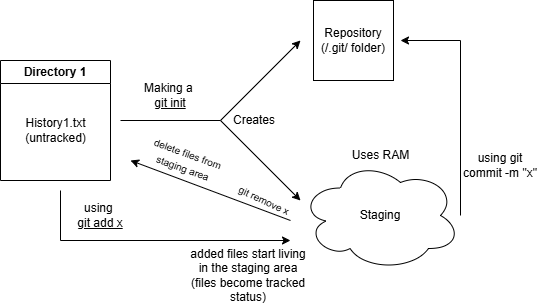 Repository
(/.git/ folder)
Directory 1
History1.txt
(untracked)
Making a
git init
Creates
delete files from
staging area
git remove x
Uses RAM
Staging
using git
commit -m "x"
using
git add x
added files start living
in the staging area
(files become tracked
status)